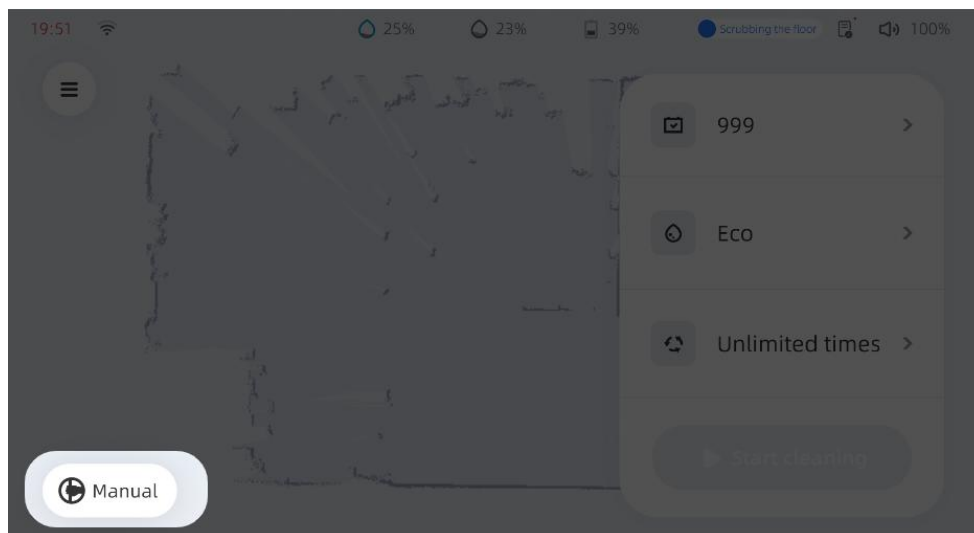 19:51 25% 23% 39% Scrubbing the floor 100%
999
Eco
Unlimited times
Start cleaning
Manual